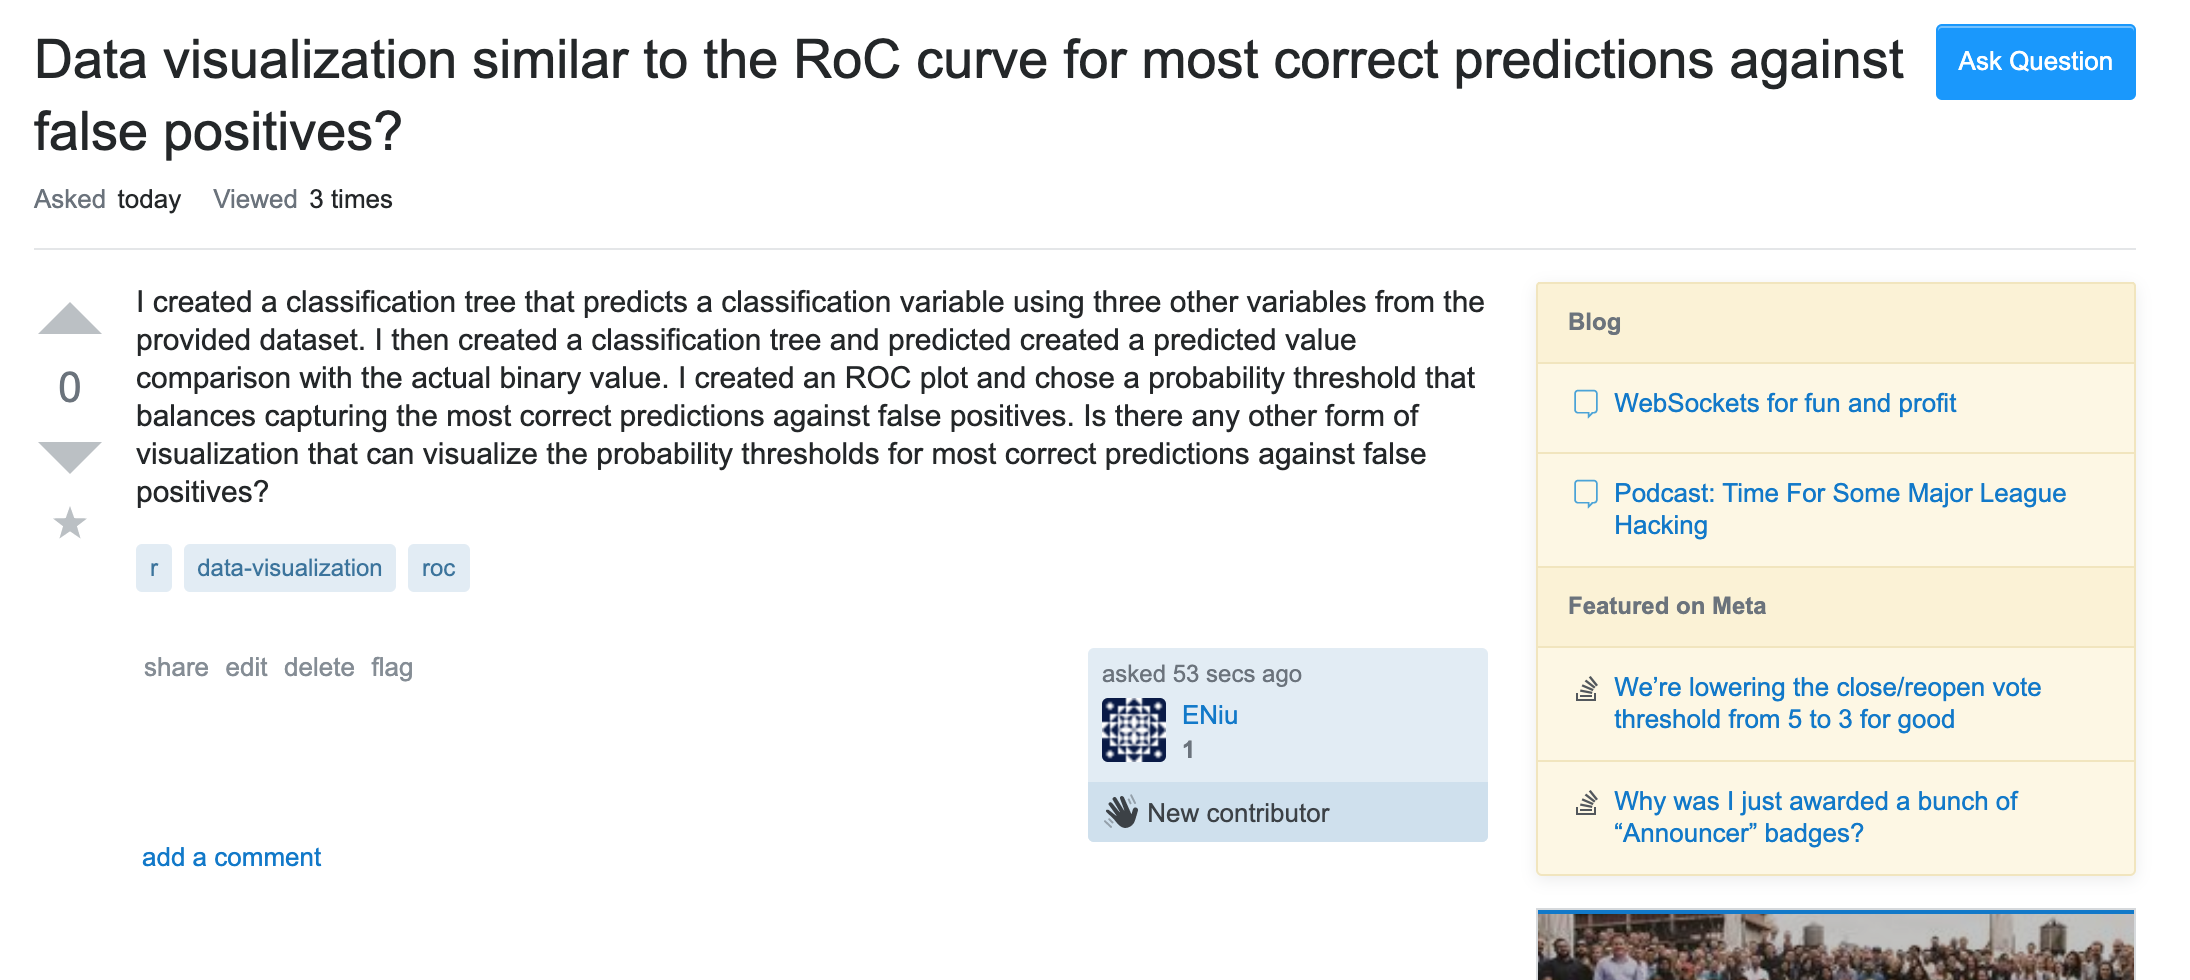 Data visualization similar to the RoC curve for most correct predictions against
false positives?
Ask Question
Asked today Viewed 3 times
0
I created a classification tree that predicts a classification variable using three other variables from the
provided dataset. I then created a classification tree and predicted created a predicted value
comparison with the actual binary value. I created an ROC plot and chose a probability threshold that
balances capturing the most correct predictions against false positives. Is there any other form of
visualization that can visualize the probability thresholds for most correct predictions against false
positives?
r data-visualization roc
share edit delete flag
asked 53 secs ago
ENiu
1
New contributor
add a comment
Blog
WebSockets for fun and profit
Podcast: Time For Some Major League
Hacking
Featured on Meta
We’re lowering the close/reopen vote
threshold from 5 to 3 for good
Why was I just awarded a bunch of
“Announcer” badges?